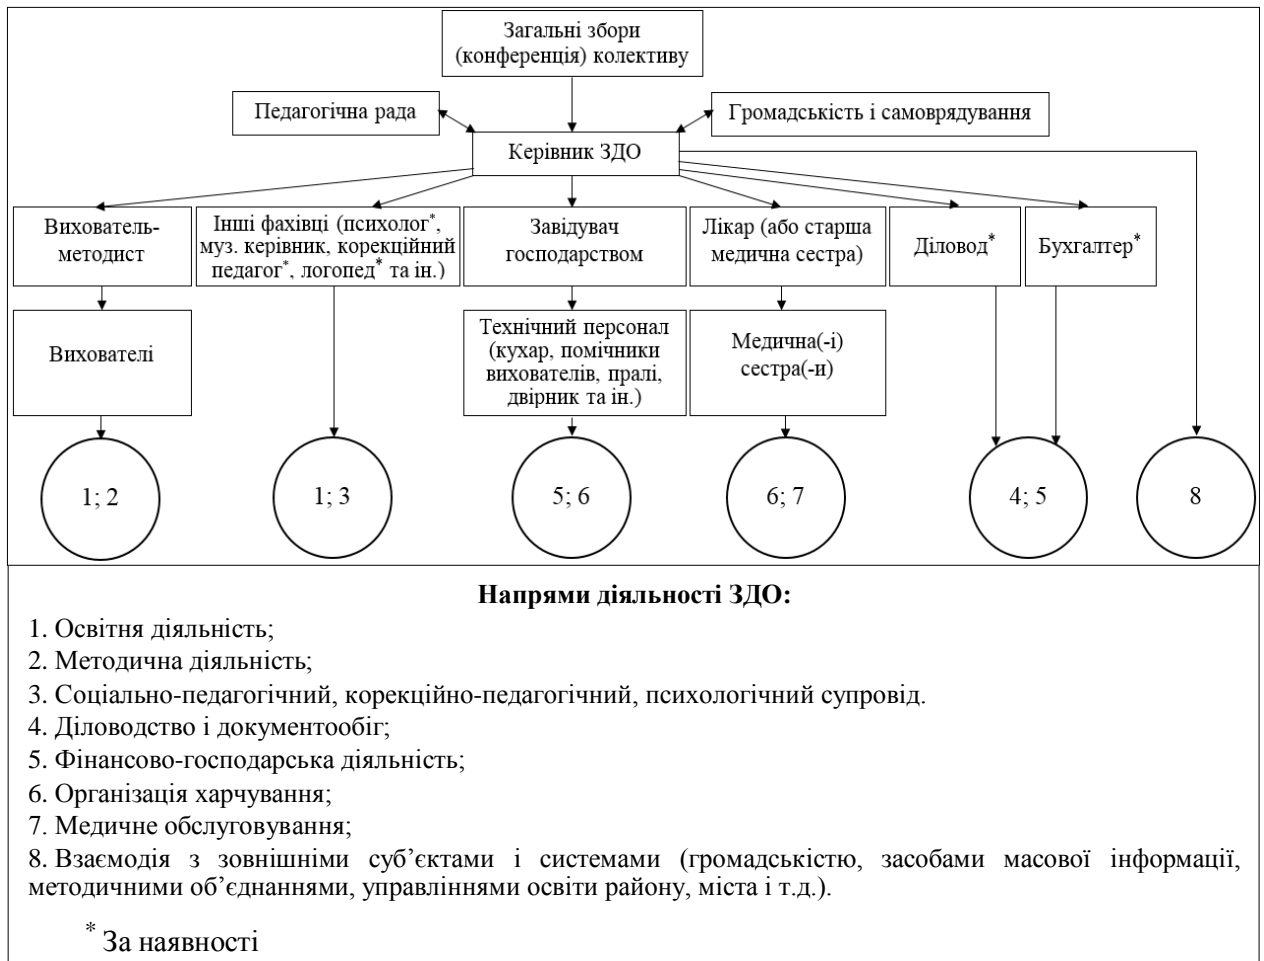 Загальні збори
(конференція) колективу
Педагогічна рада
Громадськість і самоврядування
Керівник ЗДО
Вихователь-
методист
Інші фахівці (психолог*,
муз. керівник, корекційний
педагог*, логопед* та ін.)
Завідувач
господарством
Лікар (або старша
медична сестра)
Діловод*
Бухгалтер*
Вихователі
Технічний персонал
(кухар, помічники
вихователів, пралі,
двірник та ін.)
Медична(-і)
сестра(-и)
1; 2
1; 3
5; 6
6; 7
4; 5
8
Напрями діяльності ЗДО:
1. Освітня діяльність;
2. Методична діяльність;
3. Соціально-педагогічний, корекційно-педагогічний, психологічний супровід.
4. Діловодство і документообіг;
5. Фінансово-господарська діяльність;
6. Організація харчування;
7. Медичне обслуговування;
8. Взаємодія з зовнішніми суб’єктами і системами (громадськістю, засобами масової інформації,
методичними об’єднаннями, управліннями освіти району, міста і т.д.).
* За наявності